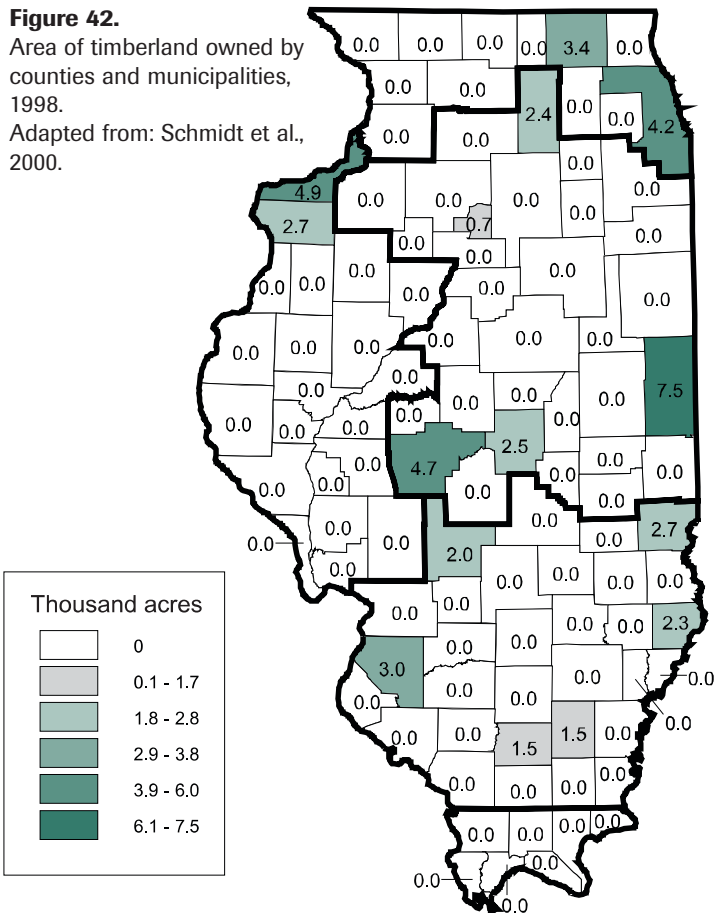 Figure 42.
Area of timberland owned by
counties and municipalities,
1998.
Adapted from: Schmidt et al.,
2000.
0.0 0.0 0.0 0.0 3.4 0.0
0.0 0.0 2.4 0.0 0.0 4.2
0.0 0.0 0.0
4.9 0.0 0.0 0.0 0.0 0.0
2.7 0.0 0.7 0.0
0.0 0.0 0.0 0.0 0.0 0.0
0.0 0.0 0.0
0.0 0.0 0.0 0.0 0.0 0.0
0.0 0.0 0.0 0.0 0.0 7.5
0.0 0.0 0.0 0.0 0.0 0.0
0.0 4.7 2.5 0.0 0.0
0.0 0.0 0.0 0.0 0.0
0.0 0.0 0.0 0.0 0.0 2.7
0.0 2.0 0.0 0.0 0.0 0.0
0.0 0.0 0.0 0.0 0.0 2.3
3.0 0.0 0.0 0.0
0.0 0.0 0.0 0.0
0.0 0.0 1.5 1.5 0.0
0.0 0.0 0.0 0.0
0.0 0.0 0.0 0.0
0.0
0.0 0.0
Thousand acres
0
0.1 - 1.7
1.8 - 2.8
2.9 - 3.8
3.9 - 6.0
6.1 - 7.5